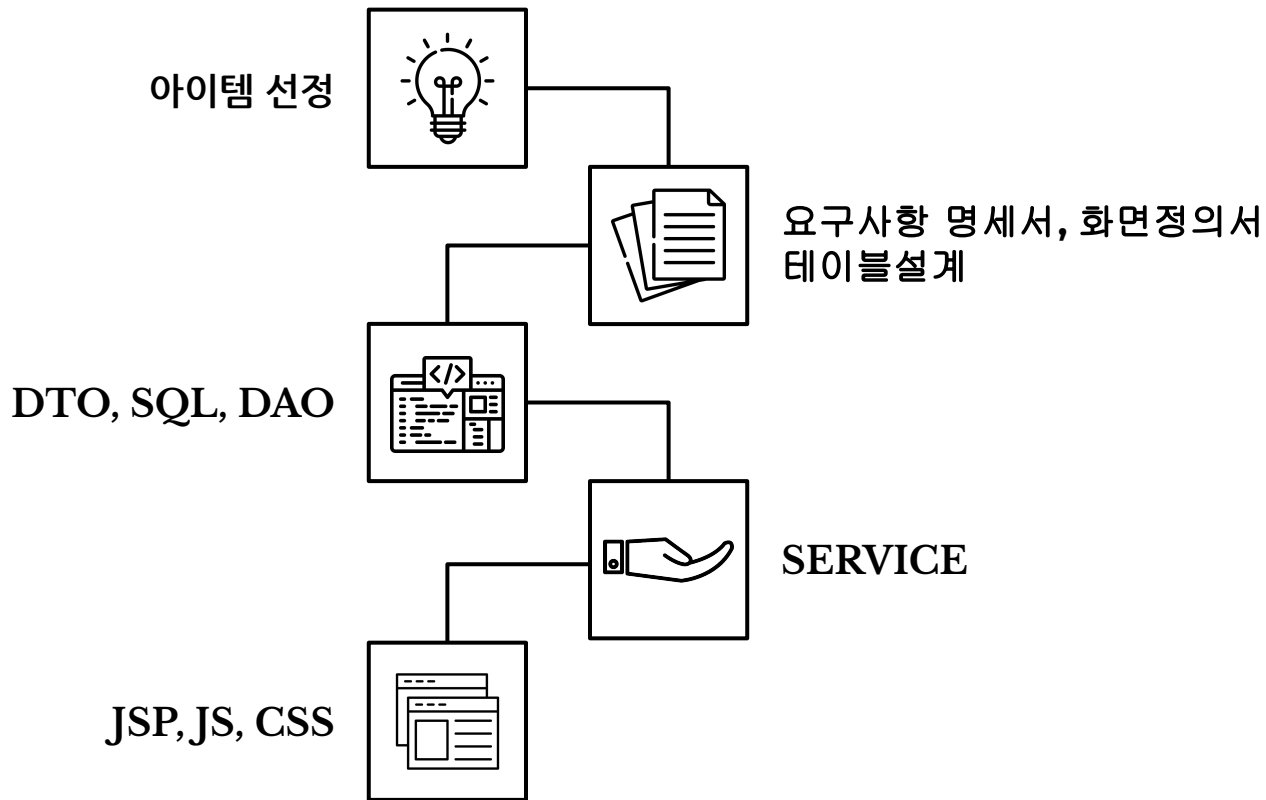 아이템 선정
요구사항 명세서, 화면정의서
테이블설계
DTO, SQL, DAO
</>
SERVICE
JSP, JS, CSS